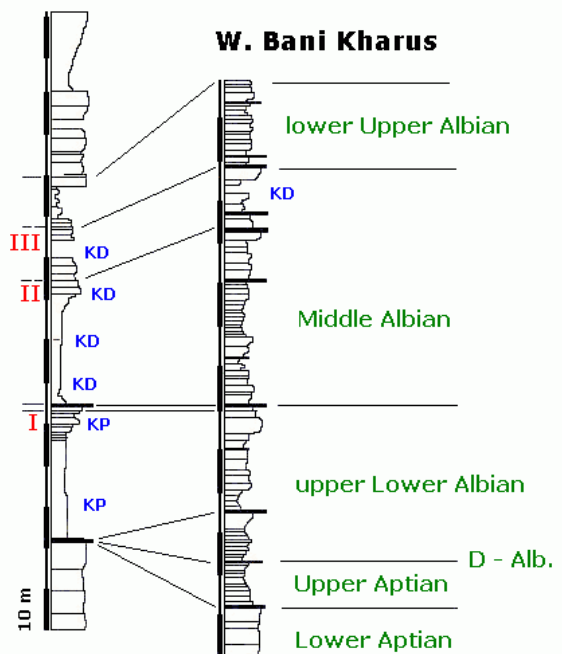 W. Bani Kharus
lower Upper Albian
KD
III
KD
II
KD
Middle Albian
KD
KD
I
KP
upper Lower Albian
KP
D - Alb.
Upper Aptian
10 m
Lower Aptian